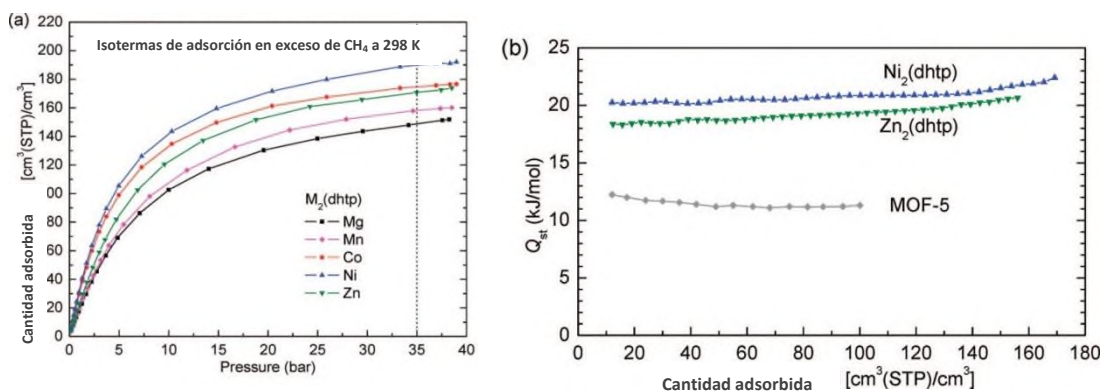 (a)
Isotermas de adsorción en exceso de CH₄ a 298 K
Cantidad adsorbida [cm³(STP)/cm³]
220
200
190
180
160
140
120
100
80
60
40
20
0
M₂(dhtp)
Mg
Mn
Co
Ni
Zn
0 5 10 15 20 25 30 35 40
Pressure (bar)
(b)
Qst (kJ/mol)
25
20
15
10
5
0
Ni₂(dhtp)
Zn₂(dhtp)
MOF-5
0 20 40 60 80 100 120 140 160 180
Cantidad adsorbida [cm³(STP)/cm³]